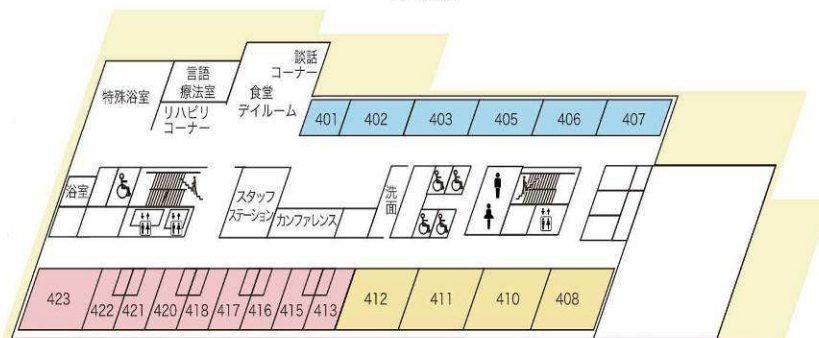 談話
コーナー
言語
療法室
食堂
デイルーム
特殊浴室
リハビリ
コーナー
401
402
403
405
406
407
浴室
スタッフ
ステーション
カンファレンス
洗面
423
422
421
420
418
417
416
415
413
412
411
410
408